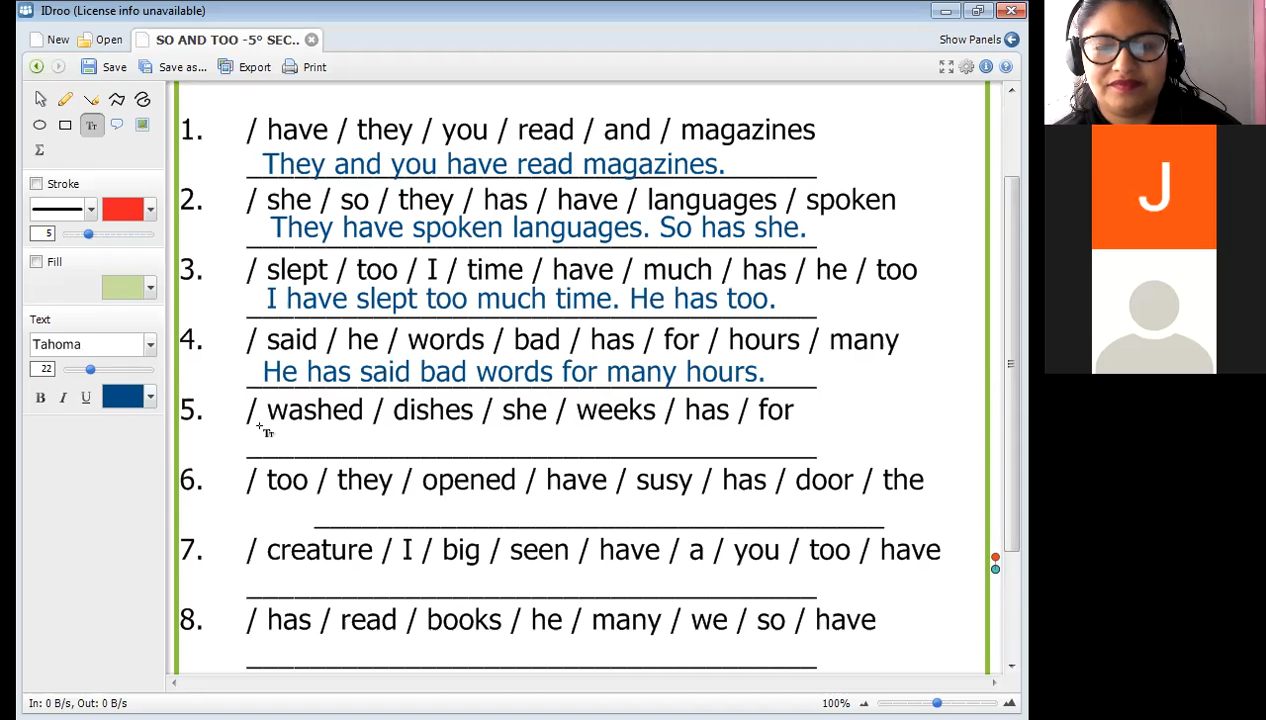 IDroo (License info unavailable)
New Open SO AND TOO -5º SEC.. Show Panels
Save Save as... Export Print
Tr
Stroke
5
Fill
Text
Tahoma
22
B I U
1. / have / they / you / read / and / magazines
They and you have read magazines.
2. / she / so / they / has / have / languages / spoken
They have spoken languages. So has she.
3. / slept / too / I / time / have / much / has / he / too
I have slept too much time. He has too.
4. / said / he / words / bad / has / for / hours / many
He has said bad words for many hours.
5. / washed / dishes / she / weeks / has / for
6. / too / they / opened / have / susy / has / door / the
7. / creature / I / big / seen / have / a / you / too / have
8. / has / read / books / he / many / we / so / have
In: 0 B/s, Out: 0 B/s 100%
J